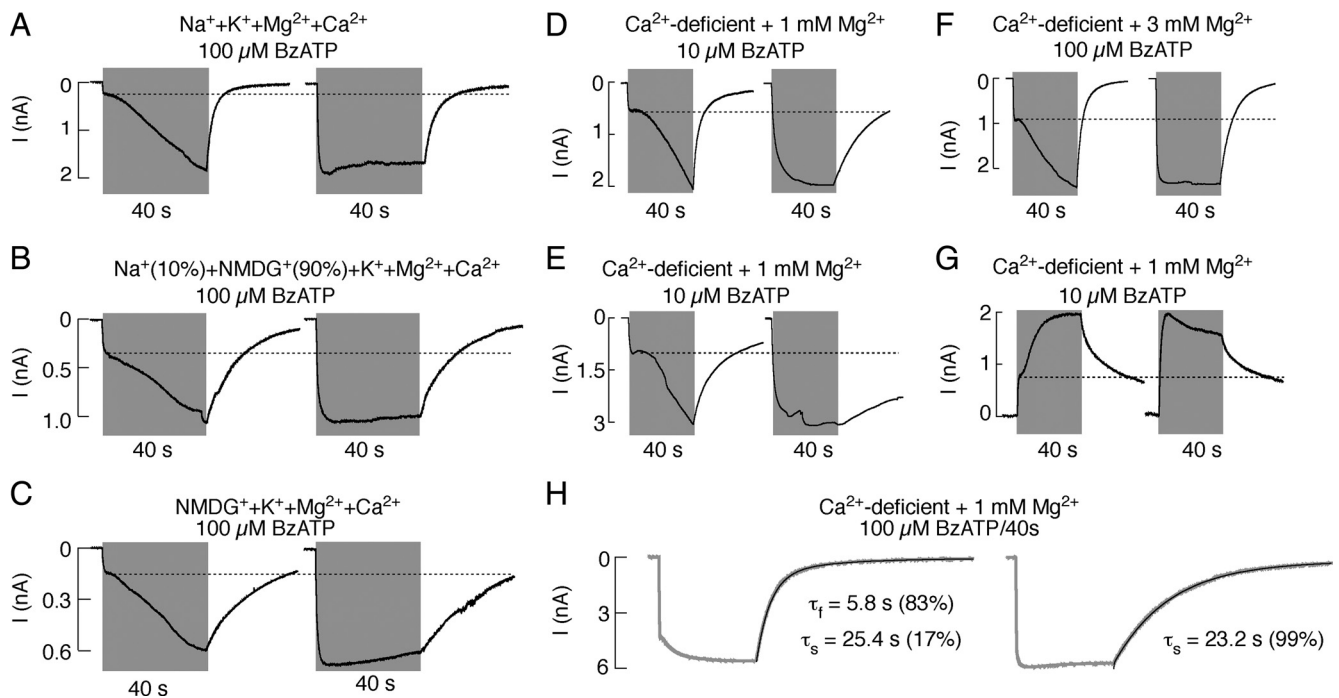 A
Na⁺+K⁺+Mg²⁺+Ca²⁺
100 µM BzATP
I (nA)
0
1
2
40 s
40 s
B
Na⁺(10%)+NMDG⁺(90%)+K⁺+Mg²⁺+Ca²⁺
100 µM BzATP
I (nA)
0
0.5
1.0
40 s
40 s
C
NMDG⁺+K⁺+Mg²⁺+Ca²⁺
100 µM BzATP
I (nA)
0
0.3
0.6
40 s
40 s
D
Ca²⁺-deficient + 1 mM Mg²⁺
10 µM BzATP
I (nA)
0
1
2
40 s
40 s
E
Ca²⁺-deficient + 1 mM Mg²⁺
10 µM BzATP
I (nA)
0
1.5
3
40 s
40 s
F
Ca²⁺-deficient + 3 mM Mg²⁺
100 µM BzATP
I (nA)
0
1
2
40 s
40 s
G
Ca²⁺-deficient + 1 mM Mg²⁺
10 µM BzATP
I (nA)
2
1
0
40 s
40 s
H
Ca²⁺-deficient + 1 mM Mg²⁺
100 µM BzATP/40s
I (nA)
0
3
6
τf = 5.8 s (83%)
τs = 25.4 s (17%)
τs = 23.2 s (99%)